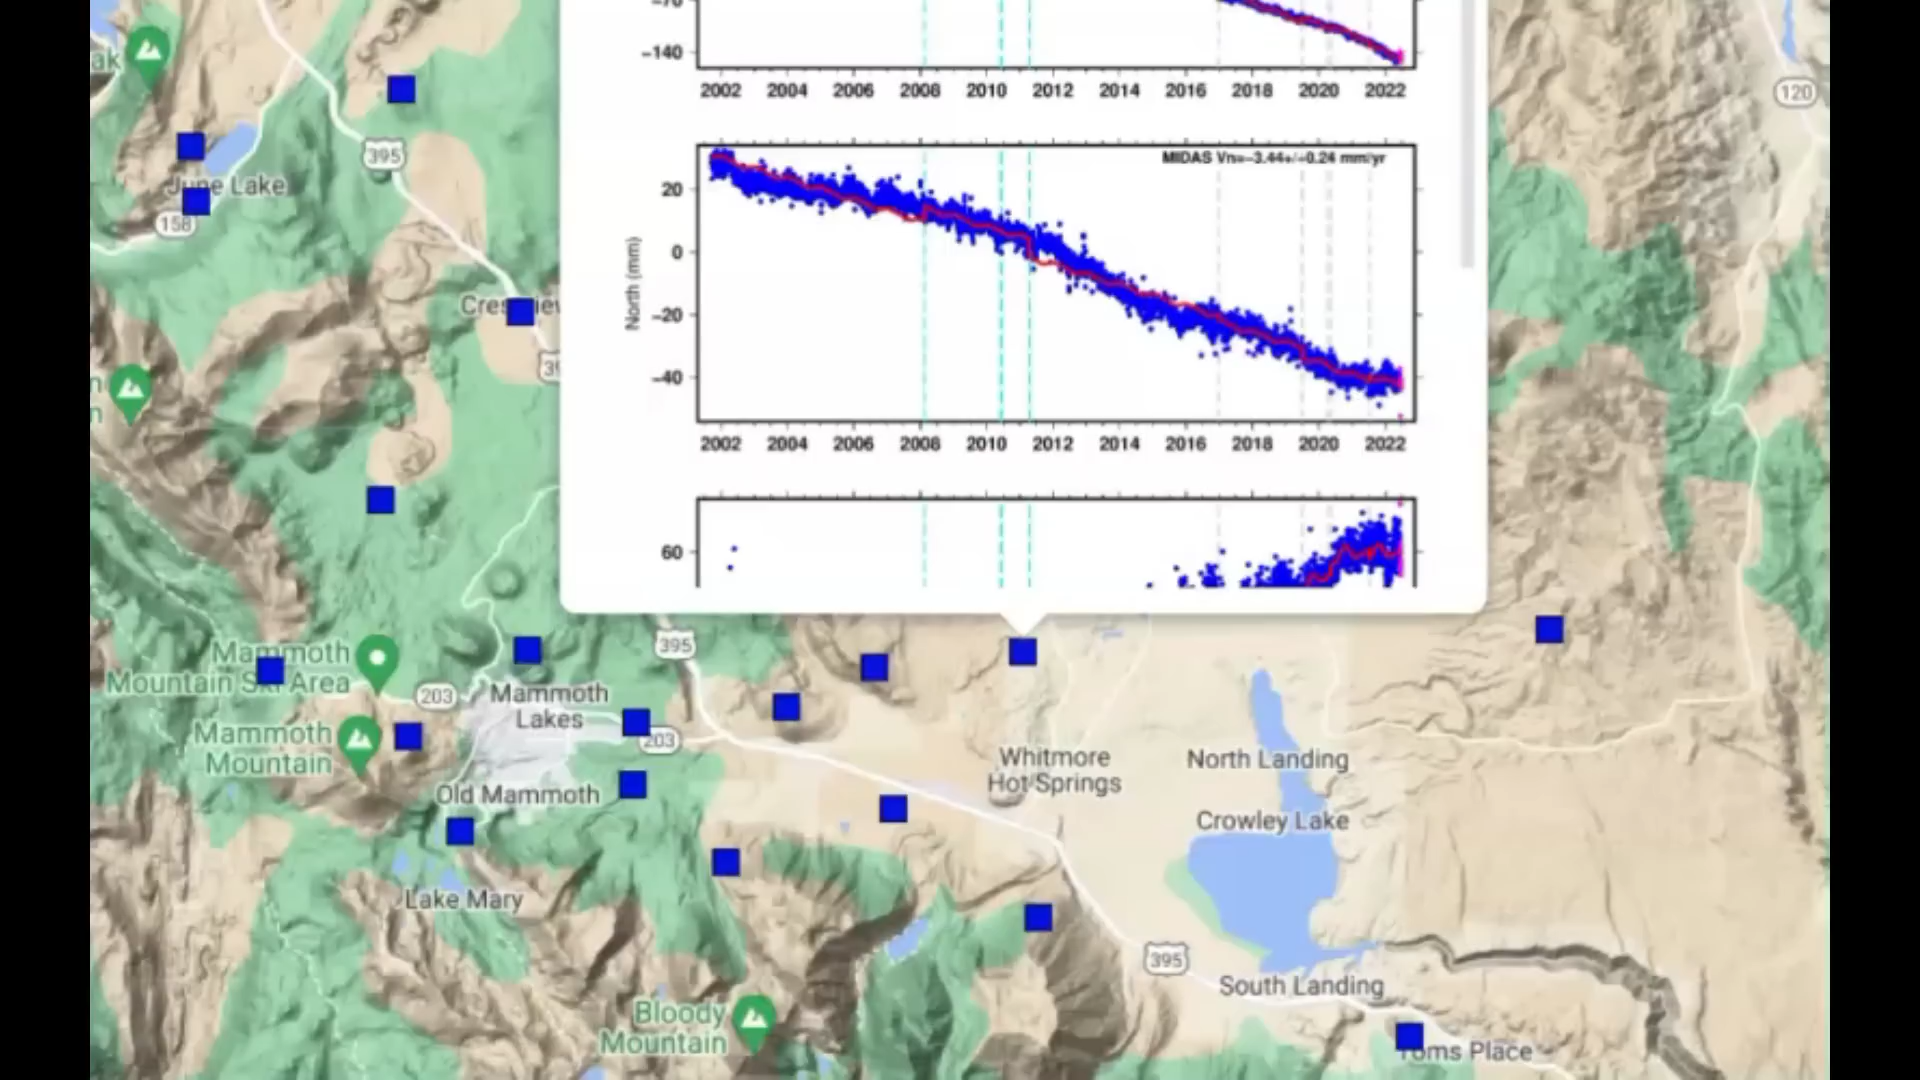 -70
-140
2002 2004 2006 2008 2010 2012 2014 2016 2018 2020 2022
MIDAS Vn=-3.44+/-0.24 mm/yr
20
0
-20
-40
North (mm)
2002 2004 2006 2008 2010 2012 2014 2016 2018 2020 2022
60
ak
120
395
June Lake
158
39
n
n
395
Mammoth
Mountain Ski Area
203
Mammoth
Lakes
203
Mammoth
Mountain
Old Mammoth
Whitmore
Hot Springs
North Landing
Crowley Lake
Lake Mary
395
South Landing
Bloody
Mountain
Toms Place